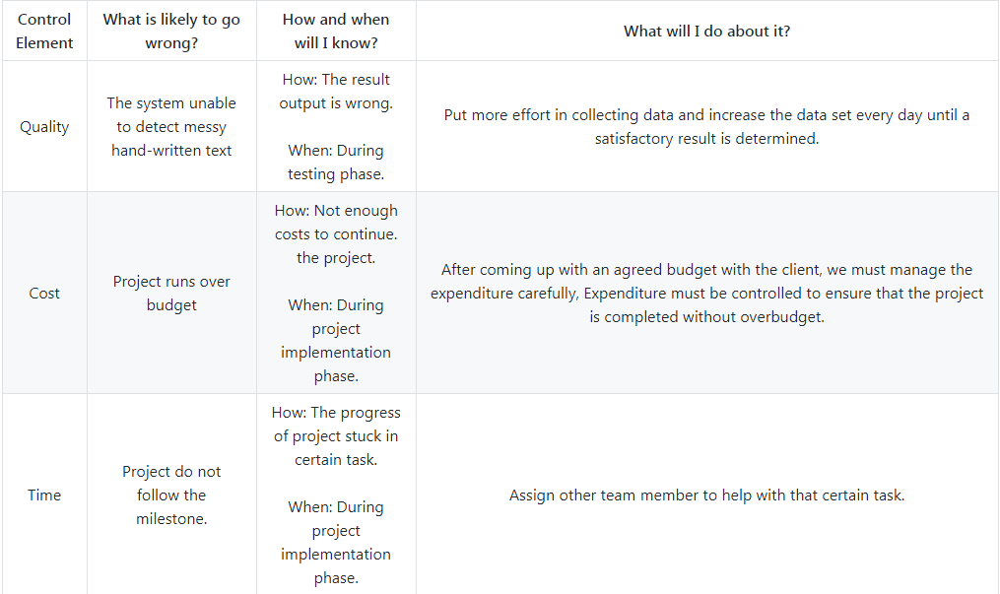 Control
Element
What is likely to go
wrong?
How and when
will I know?
What will I do about it?
Quality
The system unable
to detect messy
hand-written text
How: The result
output is wrong.
When: During
testing phase.
Put more effort in collecting data and increase the data set every day until a
satisfactory result is determined.
Cost
Project runs over
budget
How: Not enough
costs to continue.
the project.
When: During
project
implementation
phase.
After coming up with an agreed budget with the client, we must manage the
expenditure carefully, Expenditure must be controlled to ensure that the project
is completed without overbudget.
Time
Project do not
follow the
milestone.
How: The progress
of project stuck in
certain task.
When: During
project
implementation
phase.
Assign other team member to help with that certain task.